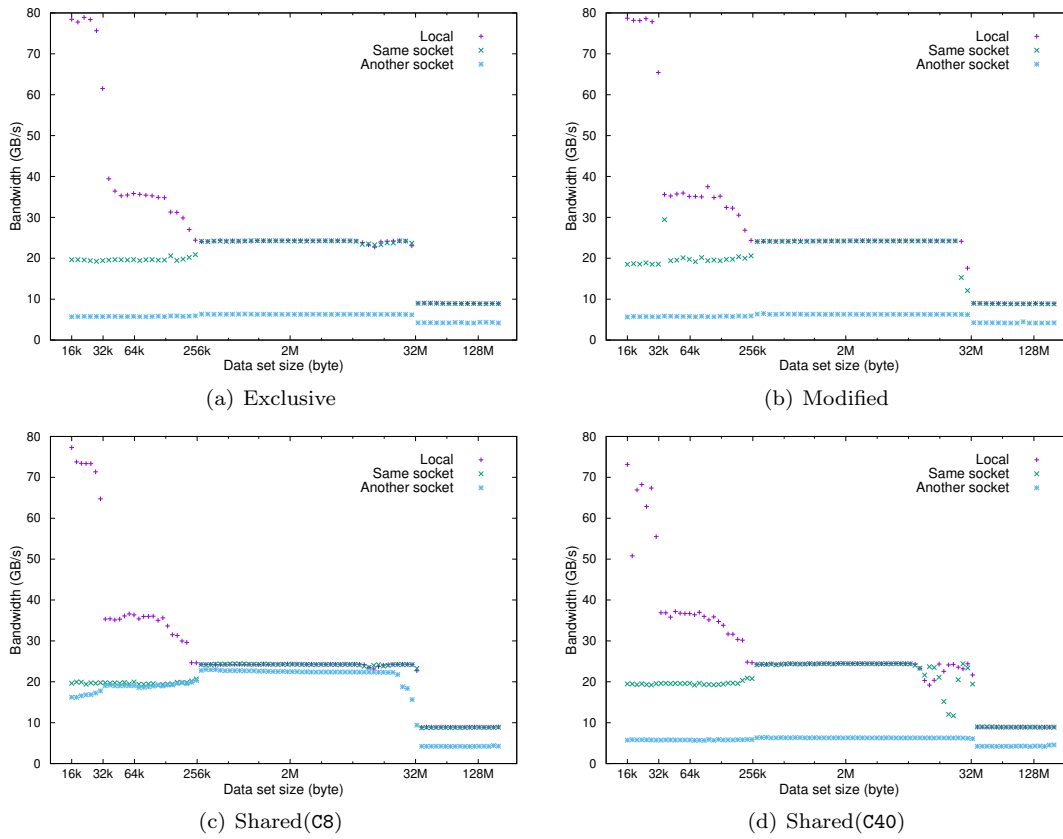 80
70
60
50
40
30
20
10
0
Bandwidth (GB/s)
Local
Same socket
Another socket
16k 32k 64k 256k 2M 32M 128M
Data set size (byte)
(a) Exclusive
80
70
60
50
40
30
20
10
0
Bandwidth (GB/s)
Local
Same socket
Another socket
16k 32k 64k 256k 2M 32M 128M
Data set size (byte)
(b) Modified
80
70
60
50
40
30
20
10
0
Bandwidth (GB/s)
Local
Same socket
Another socket
16k 32k 64k 256k 2M 32M 128M
Data set size (byte)
(c) Shared(C8)
80
70
60
50
40
30
20
10
0
Bandwidth (GB/s)
Local
Same socket
Another socket
16k 32k 64k 256k 2M 32M 128M
Data set size (byte)
(d) Shared(C40)